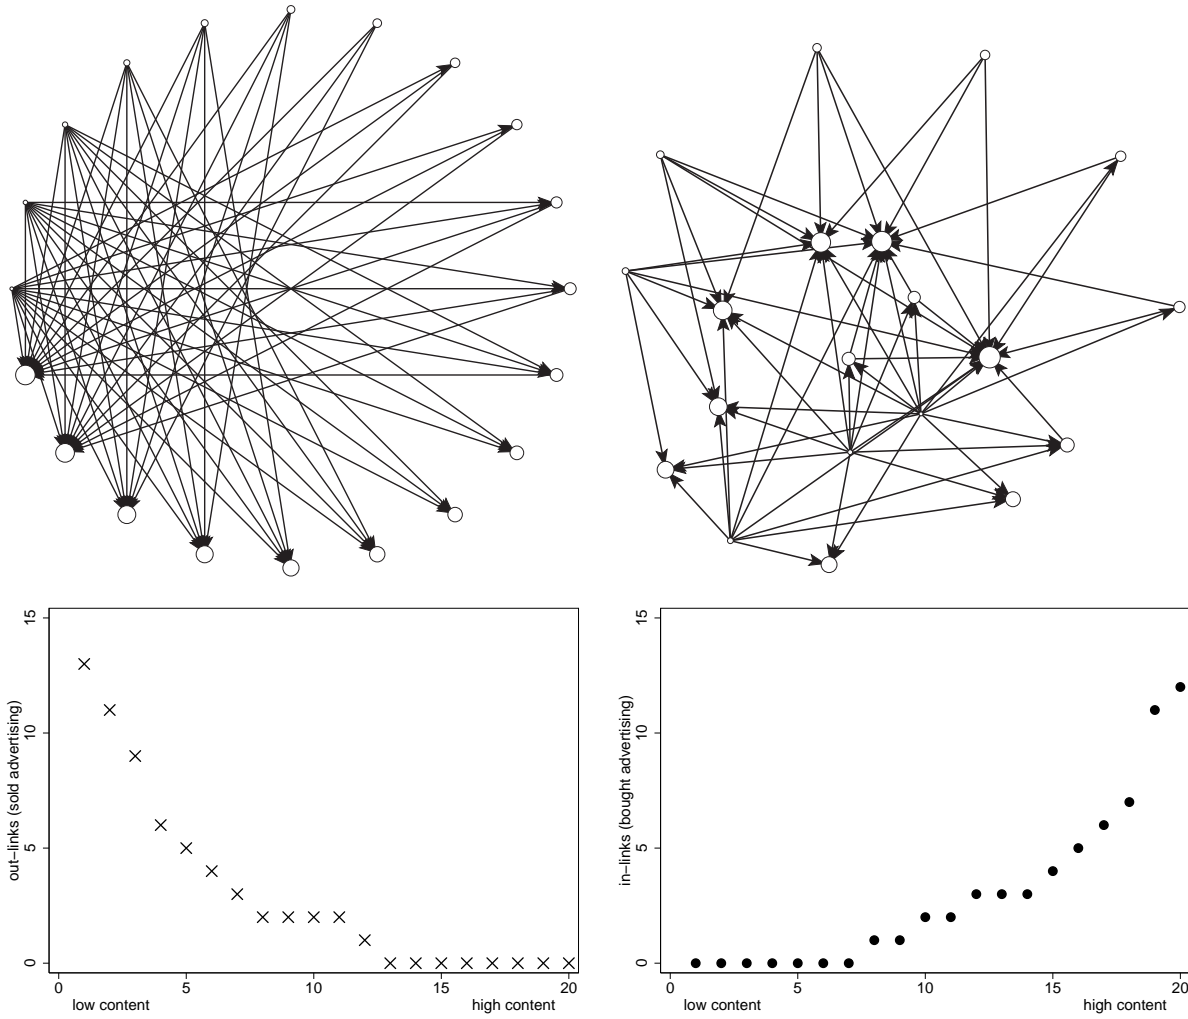 out−links (sold advertising)
15
10
5
0
0 5 10 15 20
low content high content
in−links (bought advertising)
15
10
5
0
0 5 10 15 20
low content high content